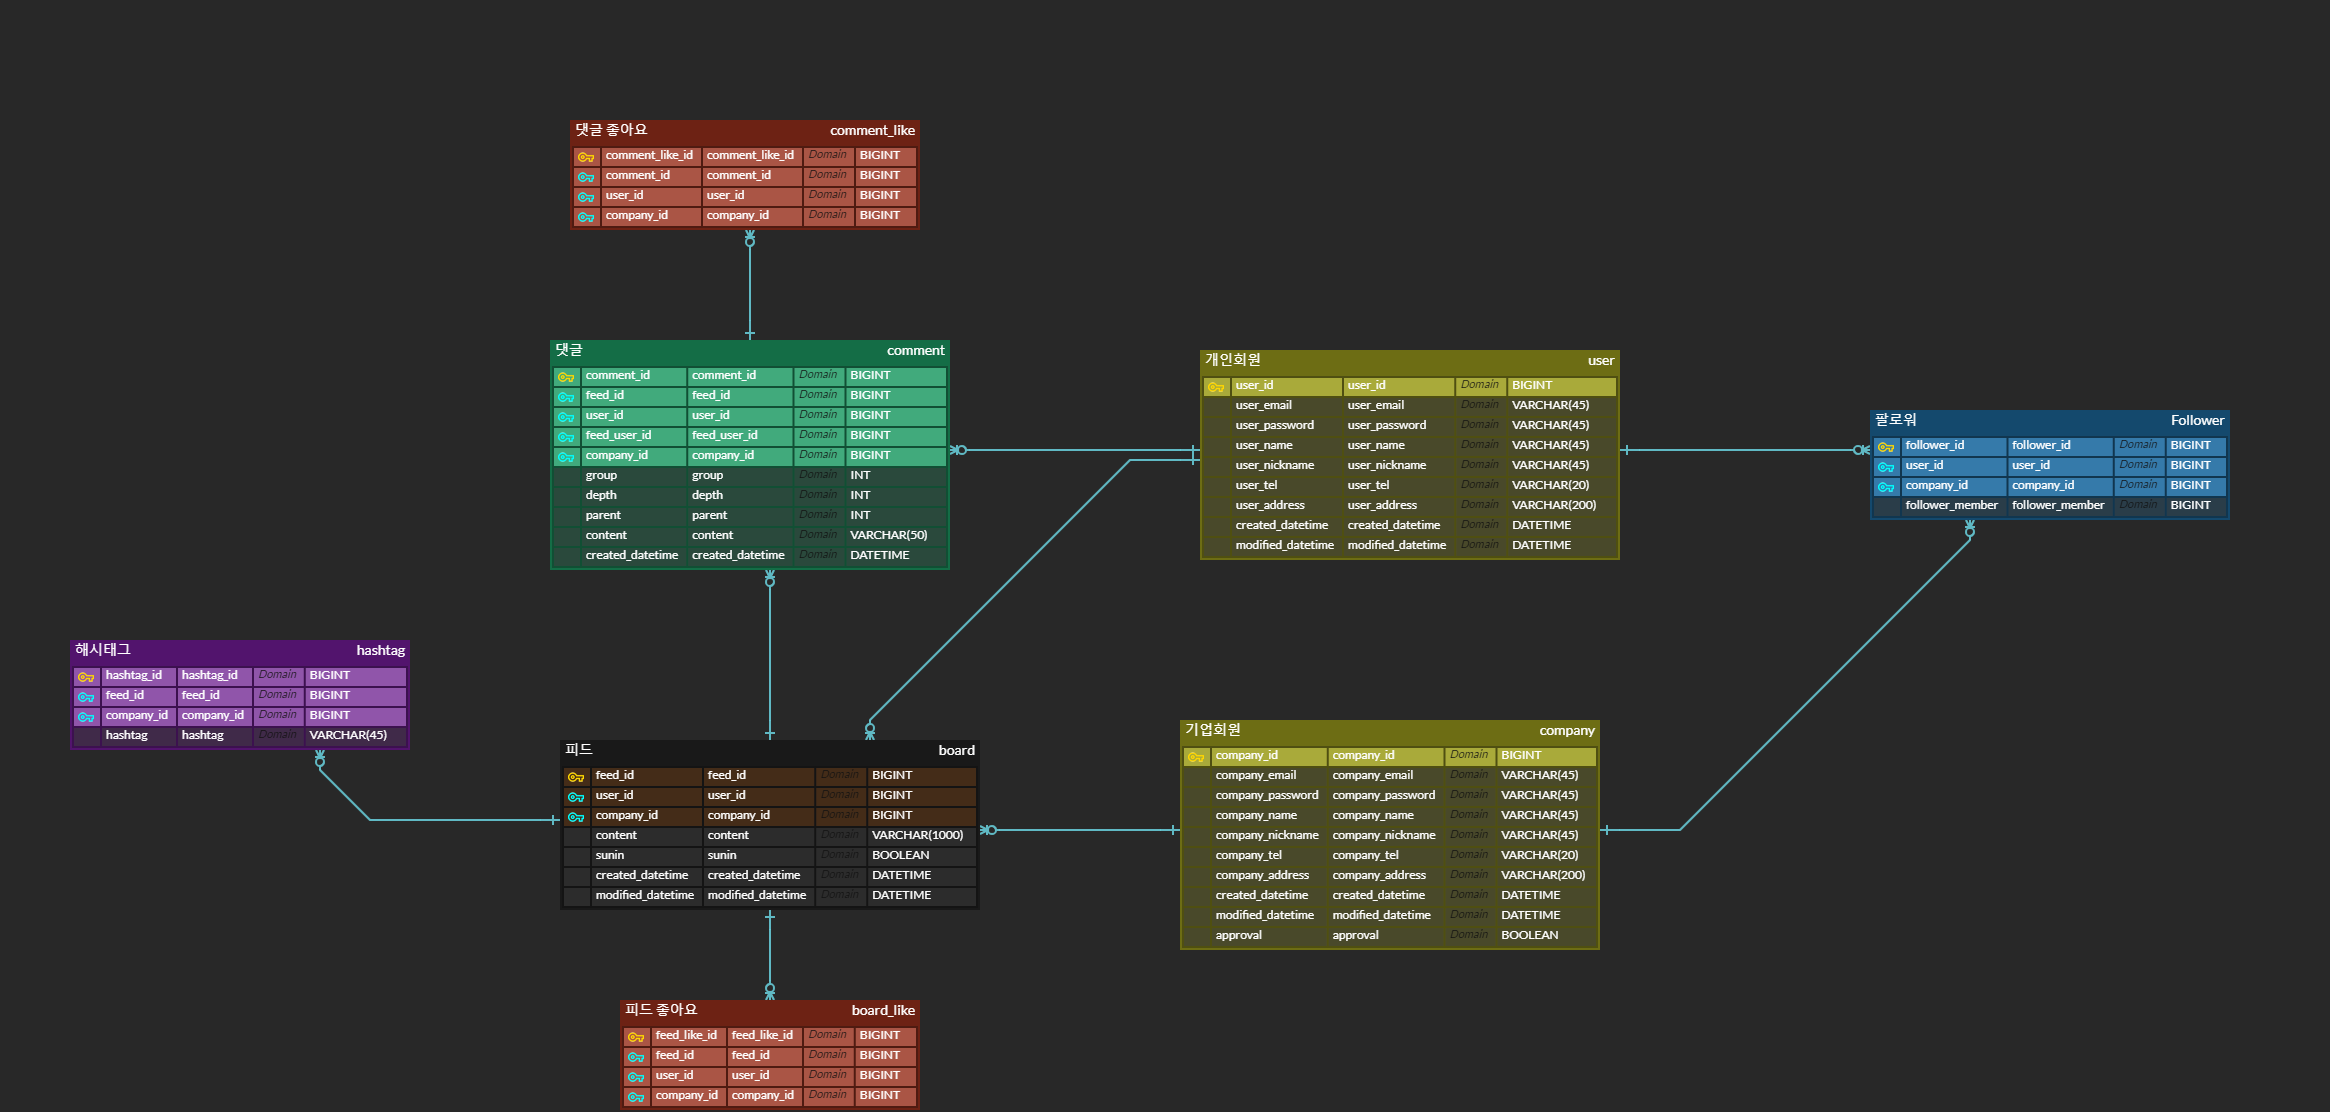 댓글 좋아요 comment_like
comment_like_id comment_like_id Domain BIGINT
comment_id comment_id Domain BIGINT
user_id user_id Domain BIGINT
company_id company_id Domain BIGINT
댓글 comment
comment_id comment_id Domain BIGINT
feed_id feed_id Domain BIGINT
user_id user_id Domain BIGINT
feed_user_id feed_user_id Domain BIGINT
company_id company_id Domain BIGINT
group group Domain INT
depth depth Domain INT
parent parent Domain INT
content content Domain VARCHAR(50)
created_datetime created_datetime Domain DATETIME
개인회원 user
user_id user_id Domain BIGINT
user_email user_email Domain VARCHAR(45)
user_password user_password Domain VARCHAR(45)
user_name user_name Domain VARCHAR(45)
user_nickname user_nickname Domain VARCHAR(45)
user_tel user_tel Domain VARCHAR(20)
user_address user_address Domain VARCHAR(200)
created_datetime created_datetime Domain DATETIME
modified_datetime modified_datetime Domain DATETIME
팔로워 Follower
follower_id follower_id Domain BIGINT
user_id user_id Domain BIGINT
company_id company_id Domain BIGINT
follower_member follower_member Domain BIGINT
해시태그 hashtag
hashtag_id hashtag_id Domain BIGINT
feed_id feed_id Domain BIGINT
company_id company_id Domain BIGINT
hashtag hashtag Domain VARCHAR(45)
피드 board
feed_id feed_id Domain BIGINT
user_id user_id Domain BIGINT
company_id company_id Domain BIGINT
content content Domain VARCHAR(1000)
sunin sunin Domain BOOLEAN
created_datetime created_datetime Domain DATETIME
modified_datetime modified_datetime Domain DATETIME
기업회원 company
company_id company_id Domain BIGINT
company_email company_email Domain VARCHAR(45)
company_password company_password Domain VARCHAR(45)
company_name company_name Domain VARCHAR(45)
company_nickname company_nickname Domain VARCHAR(45)
company_tel company_tel Domain VARCHAR(20)
company_address company_address Domain VARCHAR(200)
created_datetime created_datetime Domain DATETIME
modified_datetime modified_datetime Domain DATETIME
approval approval Domain BOOLEAN
피드 좋아요 board_like
feed_like_id feed_like_id Domain BIGINT
feed_id feed_id Domain BIGINT
user_id user_id Domain BIGINT
company_id company_id Domain BIGINT